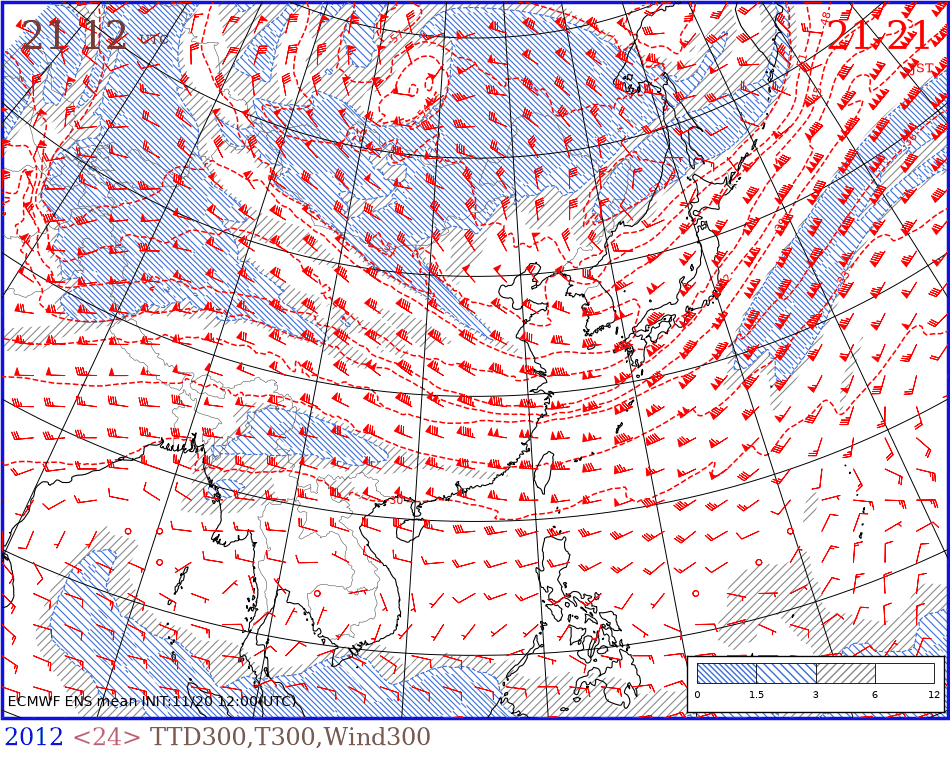 21 12 UTC
21 21 JST
0 1.5 3 6 12
ECMWF ENS mean INIT:11/20 12:00(UTC)
2012 <24> TTD300,T300,Wind300